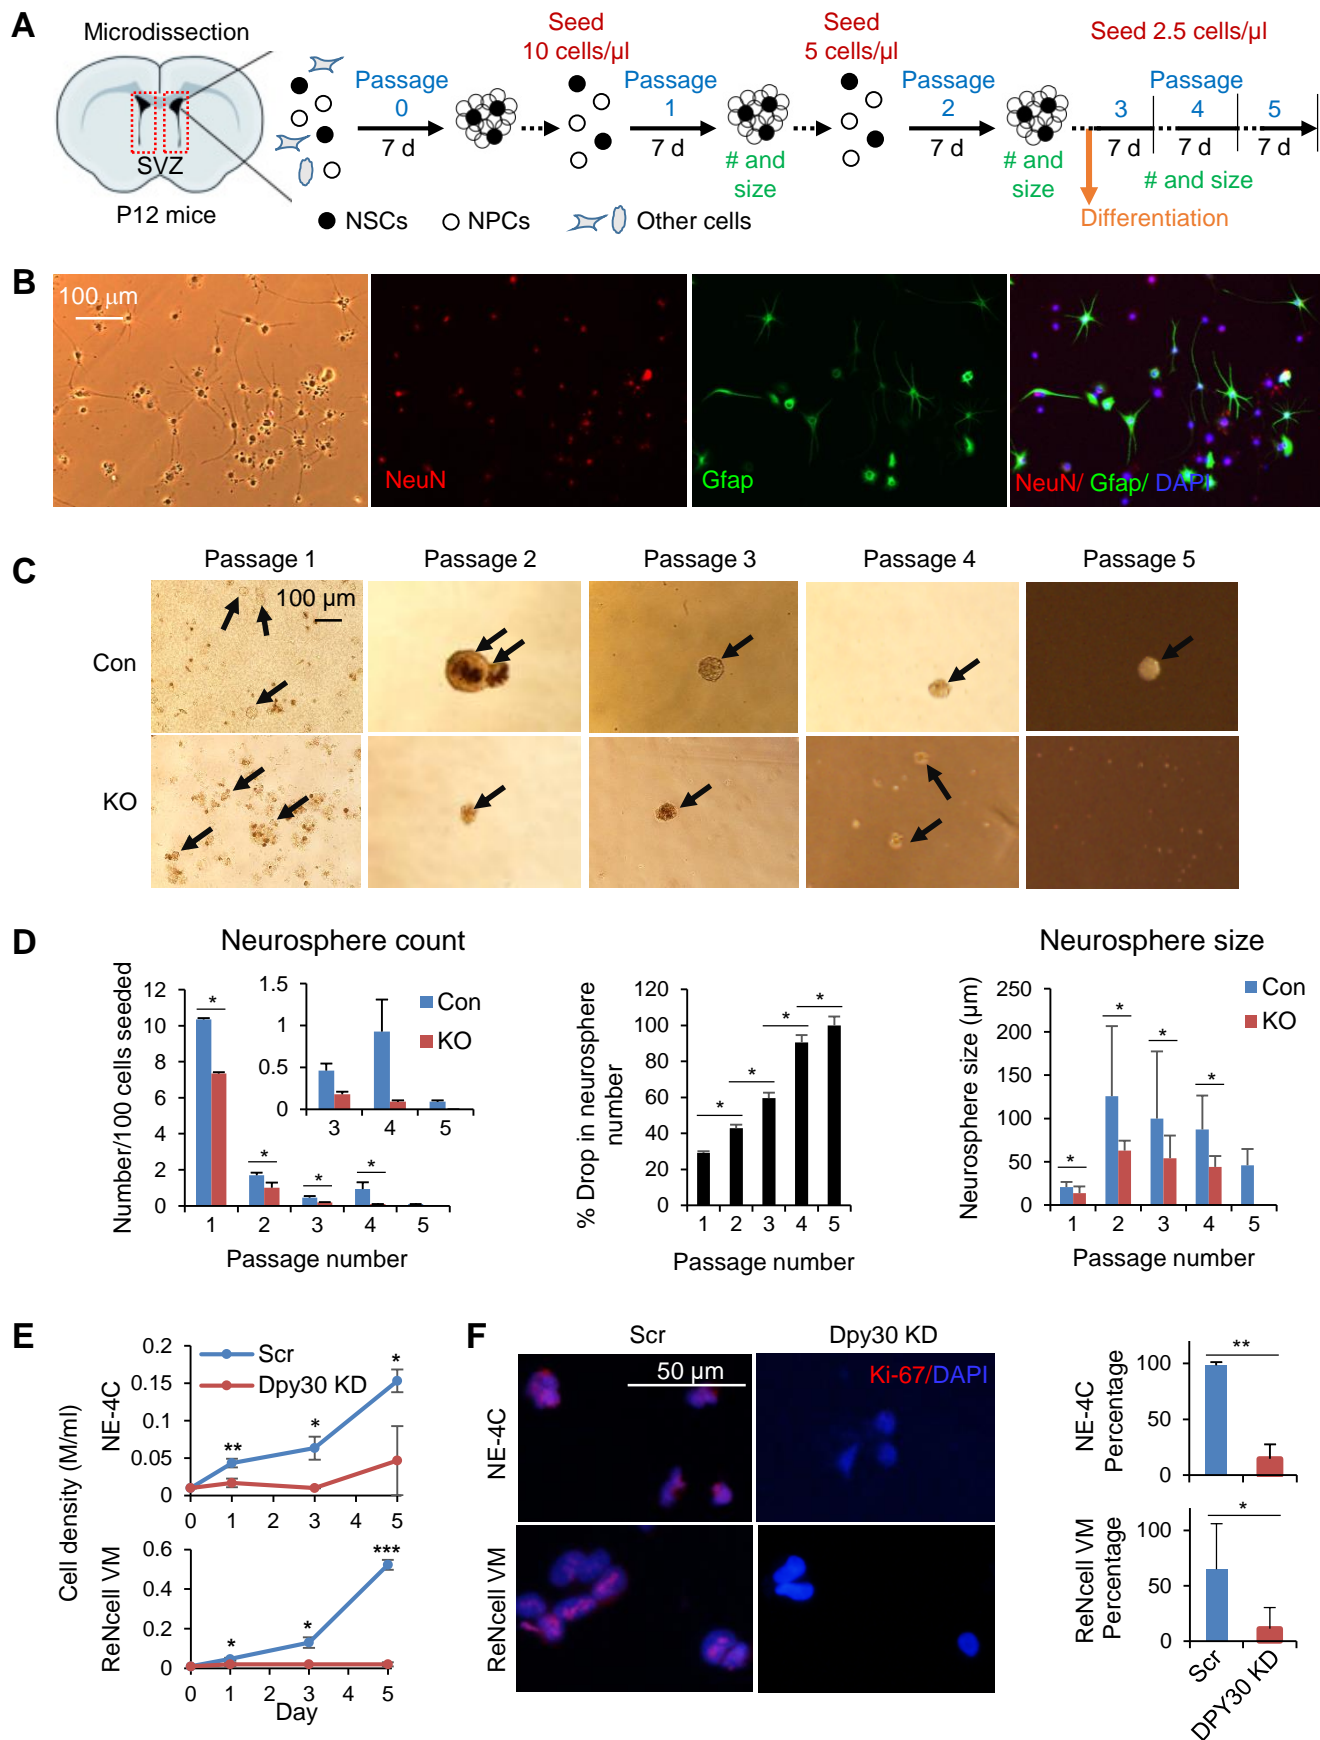 A
Microdissection
SVZ
P12 mice
Passage
0
7 d
Seed
10 cells/µl
Passage
1
7 d
# and
size
Seed
5 cells/µl
Passage
2
7 d
# and
size
Seed 2.5 cells/µl
Passage
3 4 5
7 d 7 d 7 d
# and size
Differentiation
NSCs NPCs Other cells
B
100 µm
NeuN
Gfap
NeuN/ Gfap/ DAPI
C
Passage 1 Passage 2 Passage 3 Passage 4 Passage 5
100 µm
Con
KO
D
Neurosphere count
Number/100 cells seeded
12
10
8
6
4
2
0
* * * *
1 2 3 4 5
Passage number
1.5
1
0.5
0
3 4 5
Con
KO
% Drop in neurosphere
number
120
100
80
60
40
20
0
* * * *
1 2 3 4 5
Passage number
Neurosphere size
Neurosphere size (µm)
250
200
150
100
50
0
* * * *
1 2 3 4 5
Passage number
Con
KO
E
Cell density (M/ml)
NE-4C
0.2
0.15
0.1
0.05
0
Scr
Dpy30 KD
** * *
0 1 2 3 4 5
ReNcell VM
0.6
0.4
0.2
0
* * ***
0 1 2 3 4 5
Day
F
Scr Dpy30 KD
50 µm
Ki-67/DAPI
NE-4C
ReNcell VM
NE-4C
Percentage
100
50
0
**
ReNcell VM
Percentage
100
50
0
*
Scr
DPY30 KD